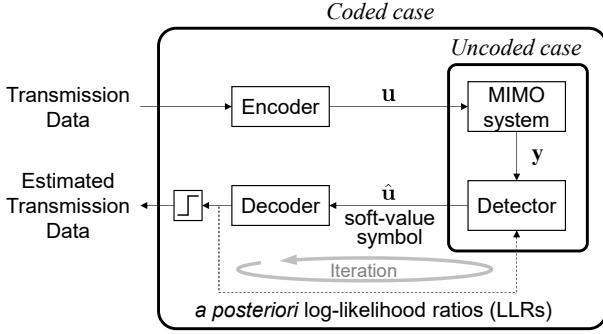 Coded case
Uncoded case
Transmission
Data
Encoder
u
MIMO
system
y
Estimated
Transmission
Data
Decoder
û
soft-value
symbol
Detector
Iteration
a posteriori log-likelihood ratios (LLRs)